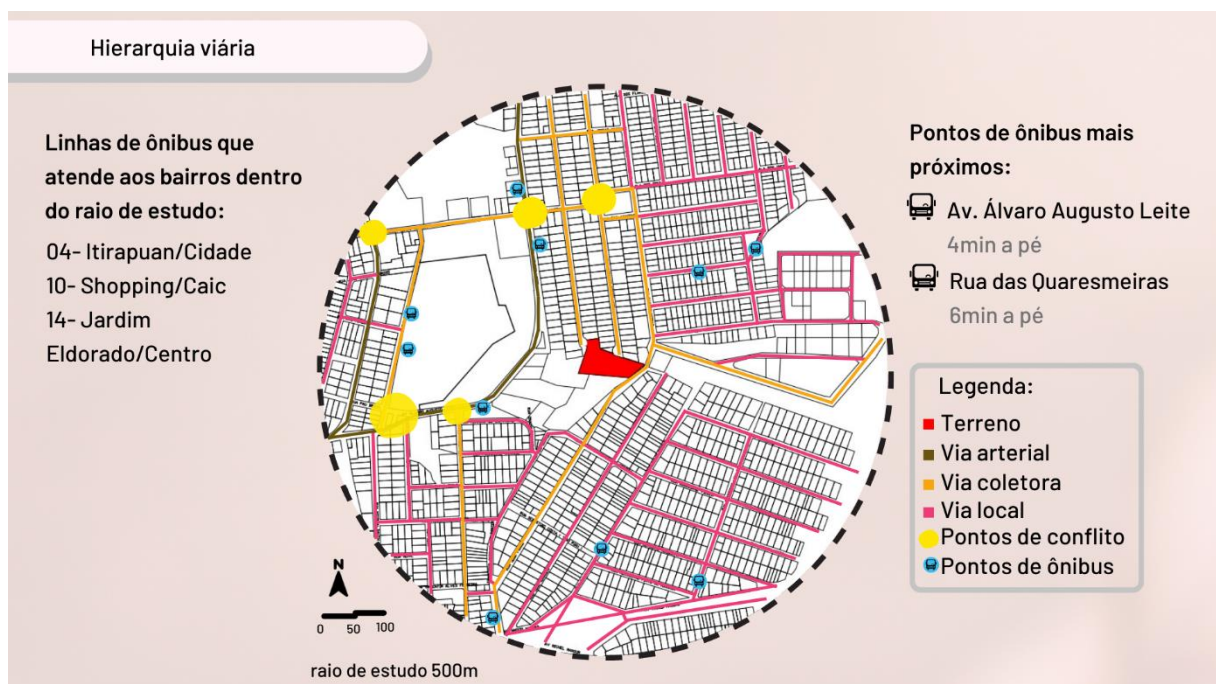 Hierarquia viária
Linhas de ônibus que
atende aos bairros dentro
do raio de estudo:
04- Itirapuan/Cidade
10- Shopping/Caic
14- Jardim
Eldorado/Centro
Pontos de ônibus mais
próximos:
Av. Álvaro Augusto Leite
4min a pé
Rua das Quaresmeiras
6min a pé
Legenda:
Terreno
Via arterial
Via coletora
Via local
Pontos de conflito
Pontos de ônibus
N
0 50 100
raio de estudo 500m